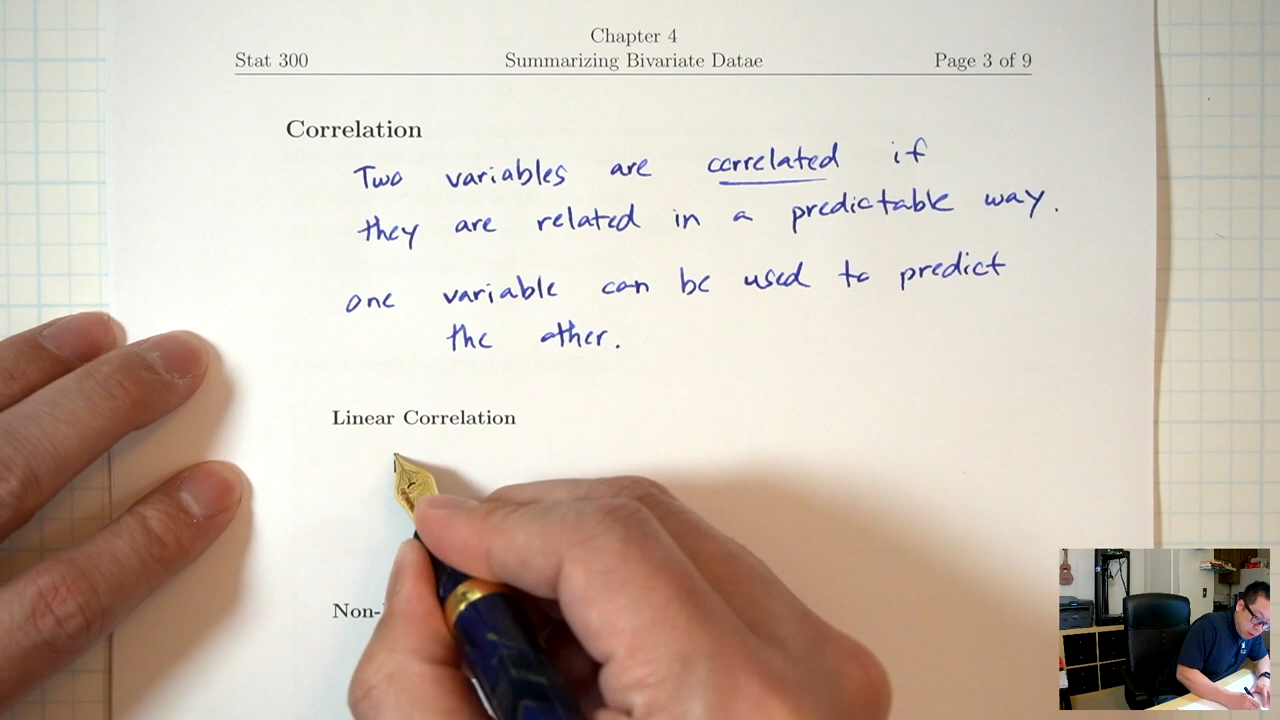 Chapter 4
Stat 300 Summarizing Bivariate Datae Page 3 of 9
Correlation
Two variables are correlated if
they are related in a predictable way.
one variable can be used to predict
the other.
Linear Correlation
Non-